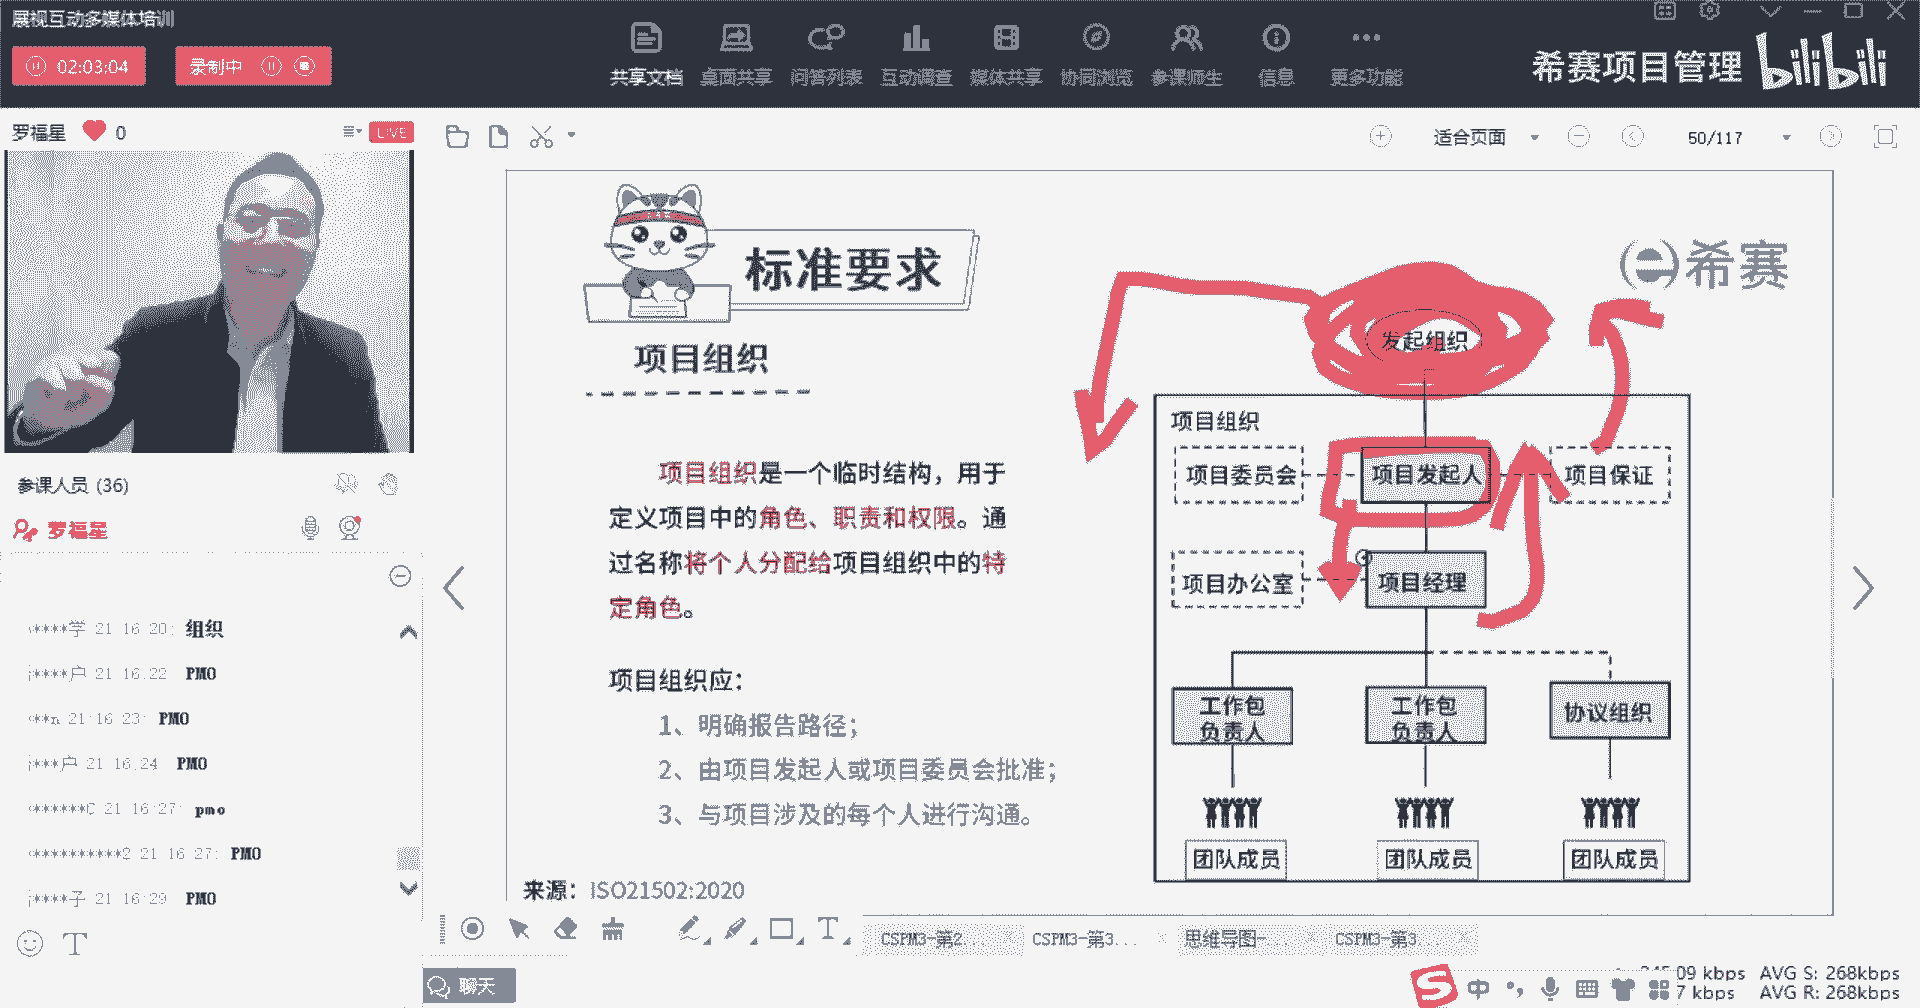 展视互动多媒体培训
02:03:04
录制中
共享文档 桌面共享 问答列表 互动调查 媒体共享 协同浏览 参课师生 信息 更多功能
希赛项目管理 bilibili
罗福星 0
LIVE
适合页面
50/117
标准要求
希赛
项目组织
项目组织是一个临时结构，用于
定义项目中的角色、职责和权限。通
过名称将个人分配给项目组织中的特
定角色。
项目组织应：
1、明确报告路径；
2、由项目发起人或项目委员会批准；
3、与项目涉及的每个人进行沟通。
来源：ISO21502:2020
发起组织
项目组织
项目委员会
项目发起人
项目保证
项目办公室
项目经理
工作包
负责人
工作包
负责人
协议组织
团队成员
团队成员
团队成员
参课人员 (36)
罗福星
****学 21:16:20: 组织
****户 21:16:22 PMO
***n 21:16:23: PMO
***户 21:16:24 PMO
******C 21:16:27: pmo
**********2 21:16:27: PMO
****子 21:16:29 PMO
聊天
CSPM3-第2...
CSPM3-第3...
思维导图-...
CSPM3-第3...
中
09 kbps AVG S: 268kbps
7 kbps AVG R: 268kbps